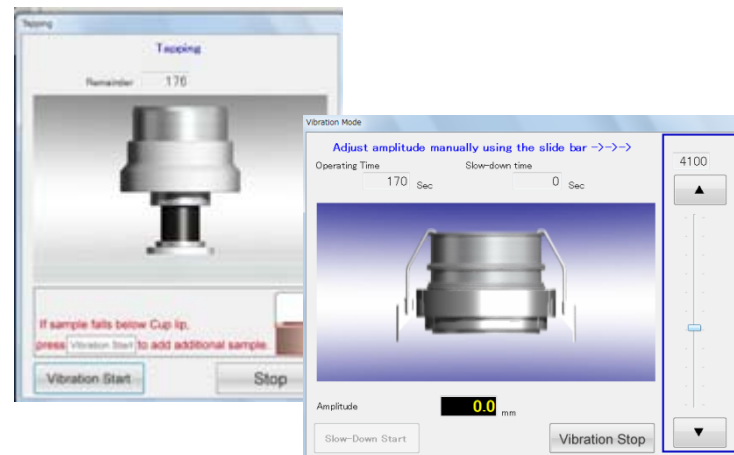 Tapping
Tapping
Remainder 176
If sample falls below Cup lip,
press Vibration Start to add additional sample.
Vibration Start Stop
Vibration Mode
Adjust amplitude manually using the slide bar ->->->
Operating Time Slow-down time
170 Sec 0 Sec
4100
▲
Amplitude 0.0 mm
Slow-Down Start Vibration Stop
▼